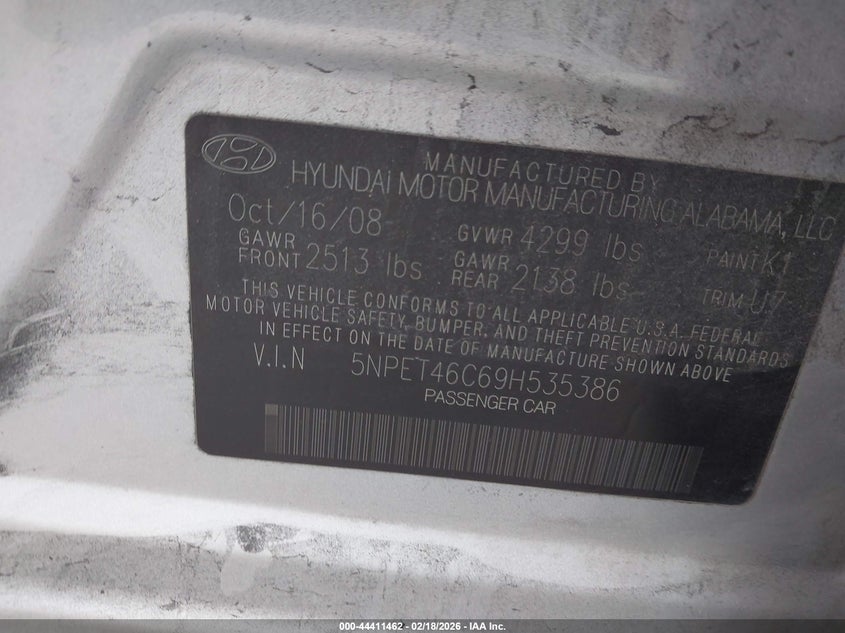 MANUFACTURED BY
HYUNDAI MOTOR MANUFACTURING ALABAMA, LLC
Oct/16/08 GVWR 4299 lbs PAINT K1
GAWR FRONT 2513 lbs GAWR REAR 2138 lbs TRIM U7
THIS VEHICLE CONFORMS TO ALL APPLICABLE U.S.A. FEDERAL
MOTOR VEHICLE SAFETY, BUMPER, AND THEFT PREVENTION STANDARDS
IN EFFECT ON THE DATE OF MANUFACTURE SHOWN ABOVE
V.I.N 5NPET46C69H535386
PASSENGER CAR
000-44411462 - 02/18/2026 - IAA Inc.